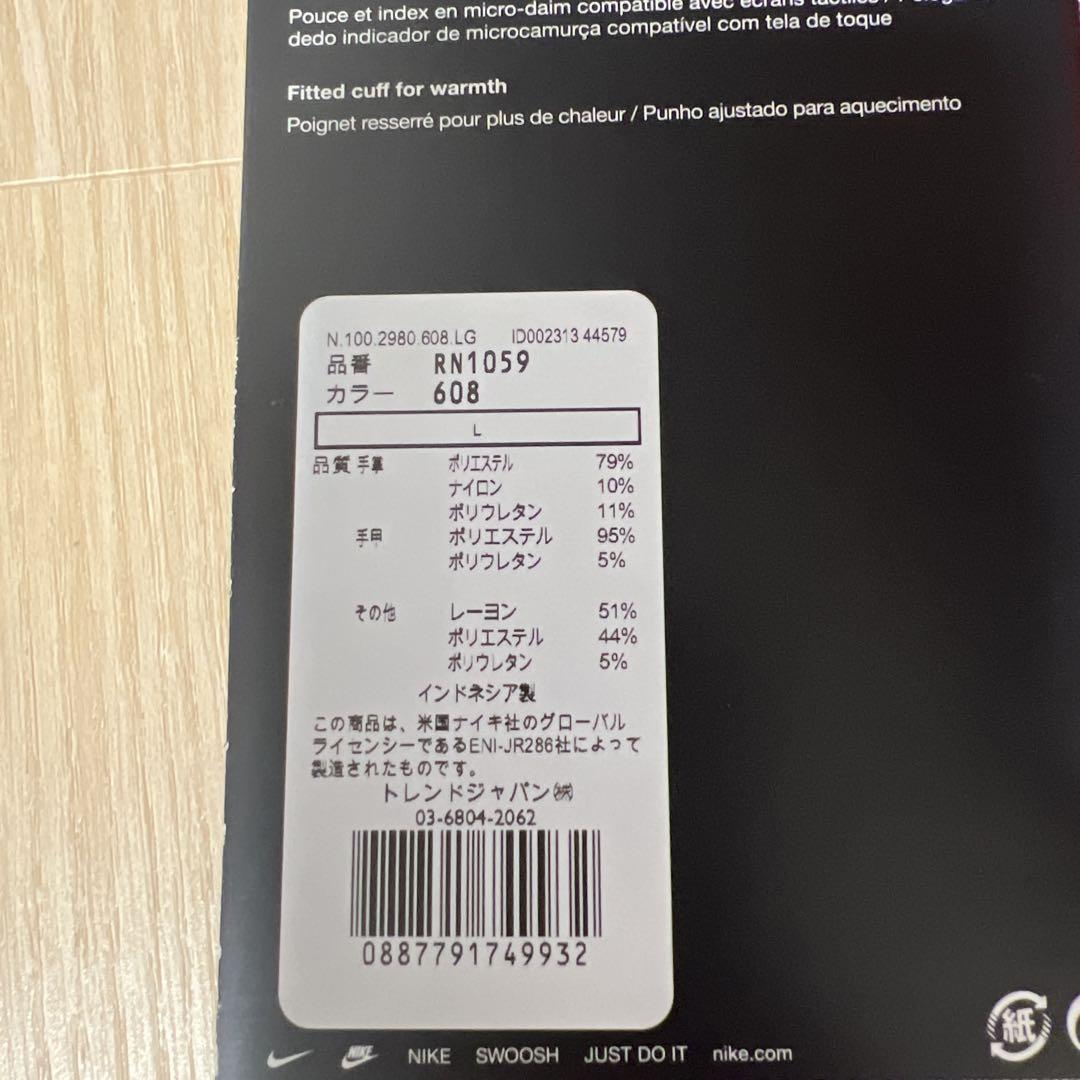 Pouce et index en micro-daim compatible avec écrans tactiles /
dedo indicador de microcamurça compatível com tela de toque
Fitted cuff for warmth
Poignet resserré pour plus de chaleur / Punho ajustado para aquecimento
N.100.2980.608.LG ID002313 44579
品番 RN1059
カラー 608
L
品質 手掌 ポリエステル 79%
ナイロン 10%
ポリウレタン 11%
手甲 ポリエステル 95%
ポリウレタン 5%
その他 レーヨン 51%
ポリエステル 44%
ポリウレタン 5%
インドネシア製
この商品は、米国ナイキ社のグローバル
ライセンシーであるENI-JR286社によって
製造されたものです。
トレンドジャパン㈱
03-6804-2062
0887791749932
NIKE NIKE SWOOSH JUST DO IT nike.com
紙